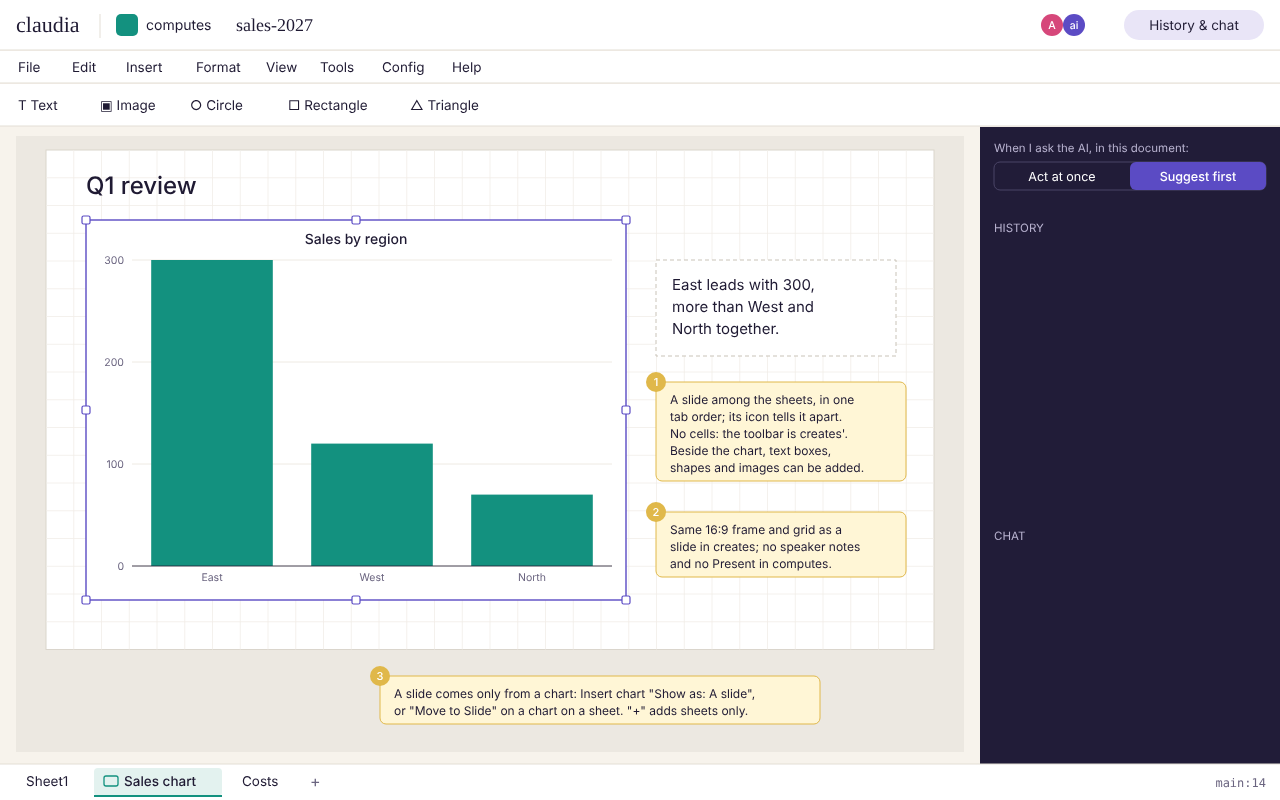 claudia
computes
sales-2027
A
ai
History & chat
File Edit Insert Format View Tools Config Help
T Text
▣ Image
Circle
Rectangle
Triangle
When I ask the AI, in this document:
Act at once
Suggest first
HISTORY
CHAT
Q1 review
Sales by region
300
200
100
0
East
West
North
East leads with 300,
more than West and
North together.
1
A slide among the sheets, in one
tab order; its icon tells it apart.
No cells: the toolbar is creates'.
Beside the chart, text boxes,
shapes and images can be added.
2
Same 16:9 frame and grid as a
slide in creates; no speaker notes
and no Present in computes.
3
A slide comes only from a chart: Insert chart "Show as: A slide",
or "Move to Slide" on a chart on a sheet. "+" adds sheets only.
Sheet1
Sales chart
Costs
+
main:14